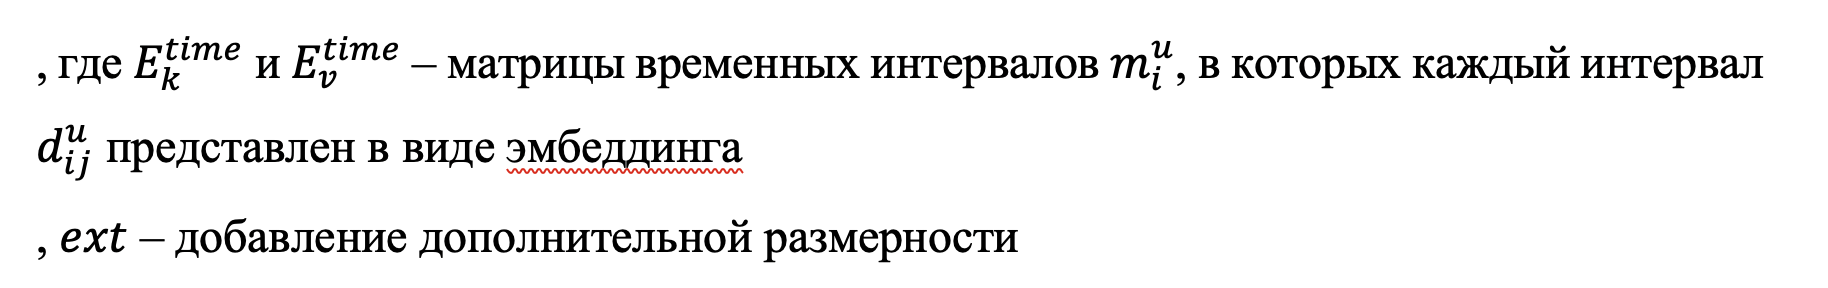 , где E_k^{time} и E_v^{time} – матрицы временных интервалов m_i^u, в которых каждый интервал
d_{ij}^u представлен в виде эмбеддинга
, ext – добавление дополнительной размерности